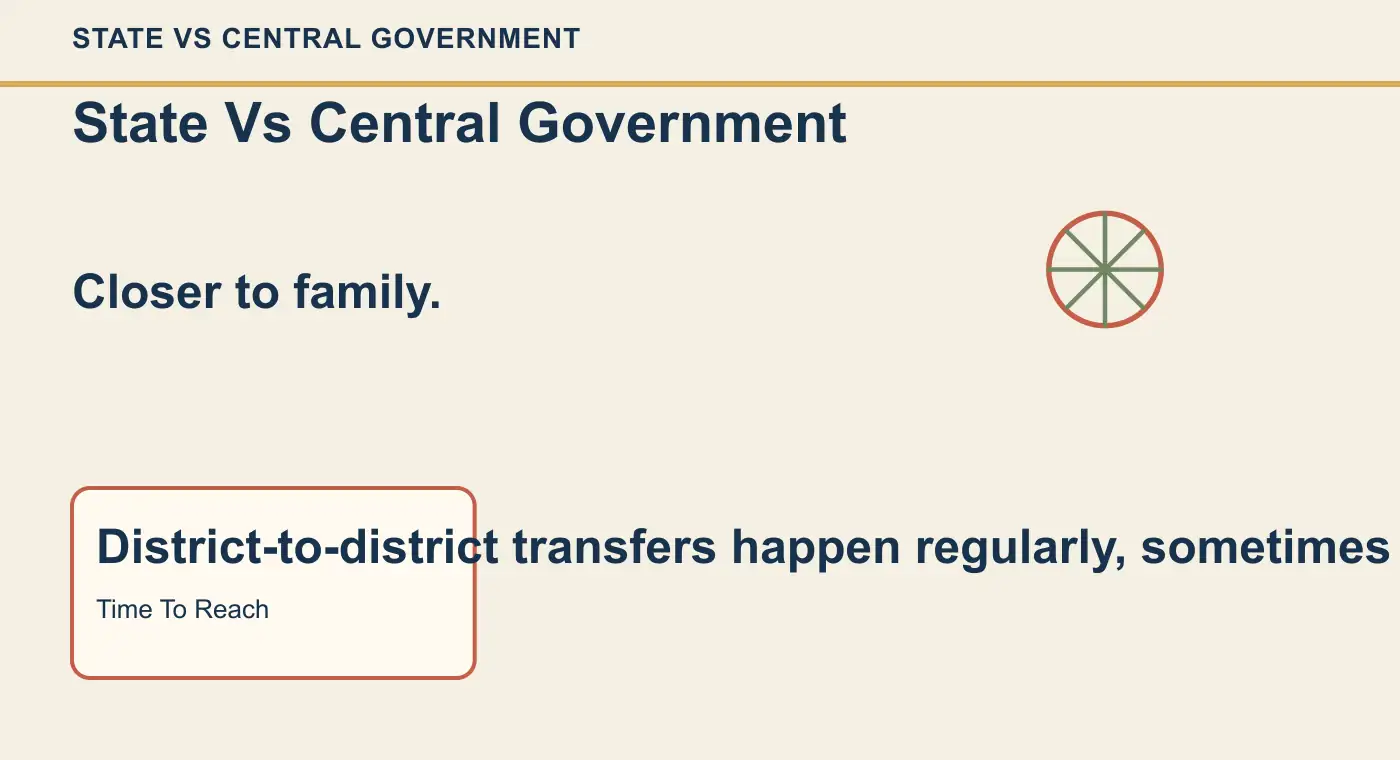 STATE VS CENTRAL GOVERNMENT
State Vs Central Government
Closer to family.
District-to-district transfers happen regularly, sometimes
Time To Reach